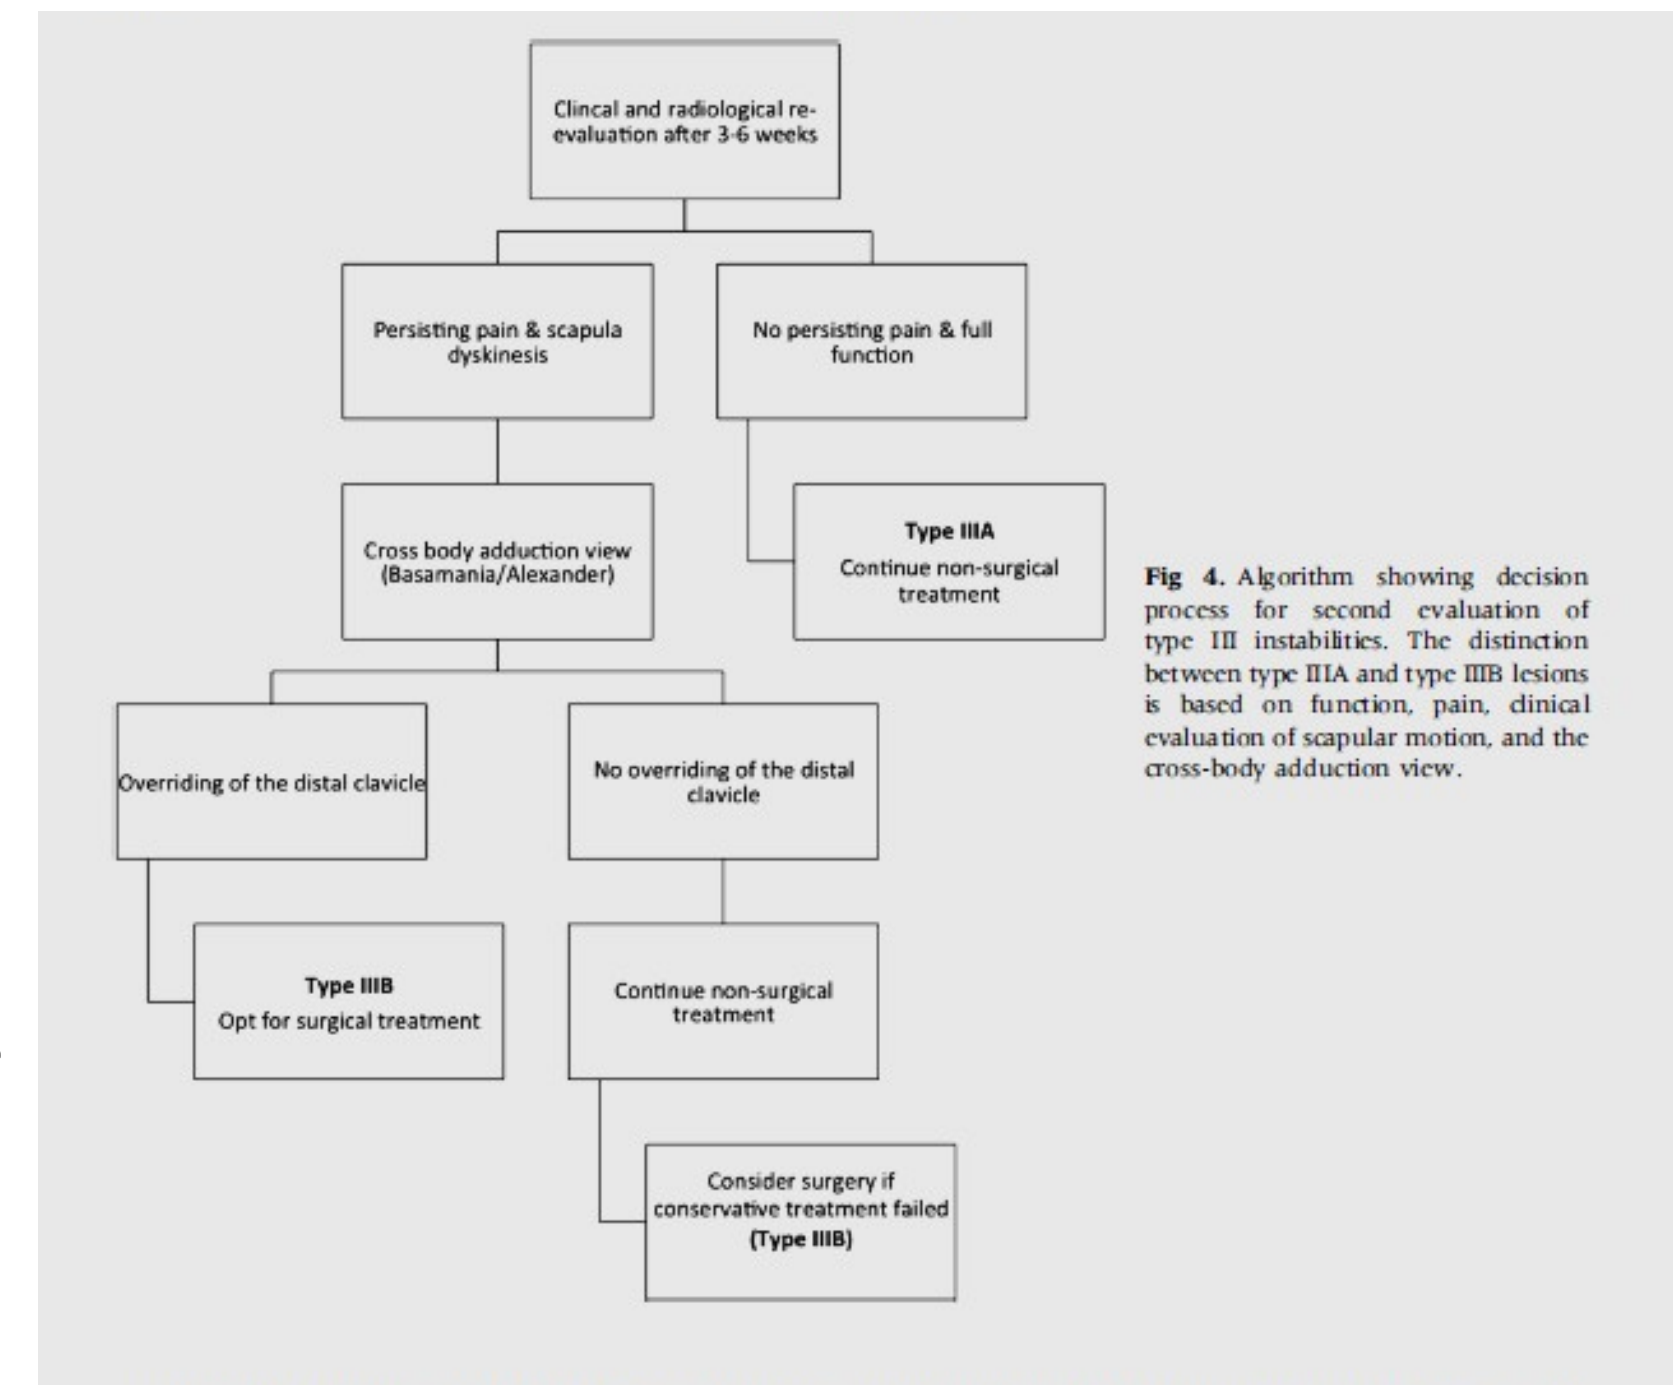 Clincal and radiological re-
evaluation after 3-6 weeks
Persisting pain & scapula
dyskinesis
No persisting pain & full
function
Cross body adduction view
(Basamania/Alexander)
Type IIIA
Continue non-surgical
treatment
Overriding of the distal clavicle
No overriding of the distal
clavicle
Type IIIB
Opt for surgical treatment
Continue non-surgical
treatment
Consider surgery if
conservative treatment failed
(Type IIIB)
Fig 4. Algorithm showing decision
process for second evaluation of
type III instabilities. The distinction
between type IIIA and type IIIB lesions
is based on function, pain, clinical
evaluation of scapular motion, and the
cross-body adduction view.